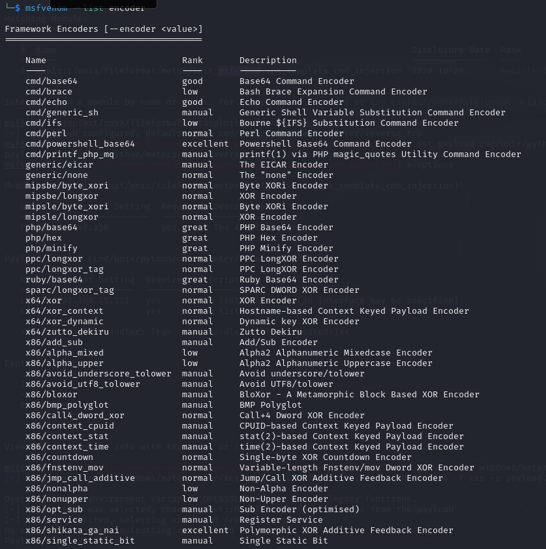 └─$ msfvenom --list encoder
Framework Encoders [--encoder <value>]
Name Rank Description
cmd/base64 good Base64 Command Encoder
cmd/brace low Bash Brace Expansion Command Encoder
cmd/echo good Echo Command Encoder
cmd/generic_sh manual Generic Shell Variable Substitution Command Encoder
cmd/ifs low Bourne ${IFS} Substitution Command Encoder
cmd/perl normal Perl Command Encoder
cmd/powershell_base64 excellent Powershell Base64 Command Encoder
cmd/printf_php_mq manual printf(1) via PHP magic_quotes Utility Command Encoder
generic/eicar manual The EICAR Encoder
generic/none normal The "none" Encoder
mipsbe/byte_xori normal Byte XORi Encoder
mipsbe/longxor normal XOR Encoder
mipsle/byte_xori normal Byte XORi Encoder
mipsle/longxor normal XOR Encoder
php/base64 great PHP Base64 Encoder
php/hex great PHP Hex Encoder
php/minify great PHP Minify Encoder
ppc/longxor normal PPC LongXOR Encoder
ppc/longxor_tag normal PPC LongXOR Encoder
ruby/base64 great Ruby Base64 Encoder
sparc/longxor_tag normal SPARC DWORD XOR Encoder
x64/xor normal XOR Encoder
x64/xor_context normal Hostname-based Context Keyed Payload Encoder
x64/xor_dynamic normal Dynamic key XOR Encoder
x64/zutto_dekiru manual Zutto Dekiru
x86/add_sub manual Add/Sub Encoder
x86/alpha_mixed low Alpha2 Alphanumeric Mixedcase Encoder
x86/alpha_upper low Alpha2 Alphanumeric Uppercase Encoder
x86/avoid_underscore_tolower manual Avoid underscore/tolower
x86/avoid_utf8_tolower manual Avoid UTF8/tolower
x86/bloxor manual BloXor - A Metamorphic Block Based XOR Encoder
x86/bmp_polyglot manual BMP Polyglot
x86/call4_dword_xor normal Call+4 Dword XOR Encoder
x86/context_cpuid manual CPUID-based Context Keyed Payload Encoder
x86/context_stat manual stat(2)-based Context Keyed Payload Encoder
x86/context_time manual time(2)-based Context Keyed Payload Encoder
x86/countdown normal Single-byte XOR Countdown Encoder
x86/fnstenv_mov normal Variable-length Fnstenv/mov Dword XOR Encoder
x86/jmp_call_additive normal Jump/Call XOR Additive Feedback Encoder
x86/nonalpha low Non-Alpha Encoder
x86/nonupper low Non-Upper Encoder
x86/opt_sub manual Sub Encoder (optimised)
x86/service manual Register Service
x86/shikata_ga_nai excellent Polymorphic XOR Additive Feedback Encoder
x86/single_static_bit manual Single Static Bit